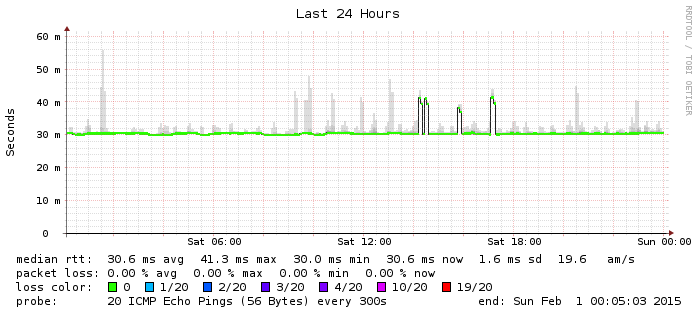 Last 24 Hours
RRDTOOL / TOBI OETIKER
Seconds
60 m
50 m
40 m
30 m
20 m
10 m
0
Sat 06:00 Sat 12:00 Sat 18:00 Sun 00:00
median rtt: 30.6 ms avg 41.3 ms max 30.0 ms min 30.6 ms now 1.6 ms sd 19.6 am/s
packet loss: 0.00 % avg 0.00 % max 0.00 % min 0.00 % now
loss color: 0 1/20 2/20 3/20 4/20 10/20 19/20
probe: 20 ICMP Echo Pings (56 Bytes) every 300s end: Sun Feb 1 00:05:03 2015